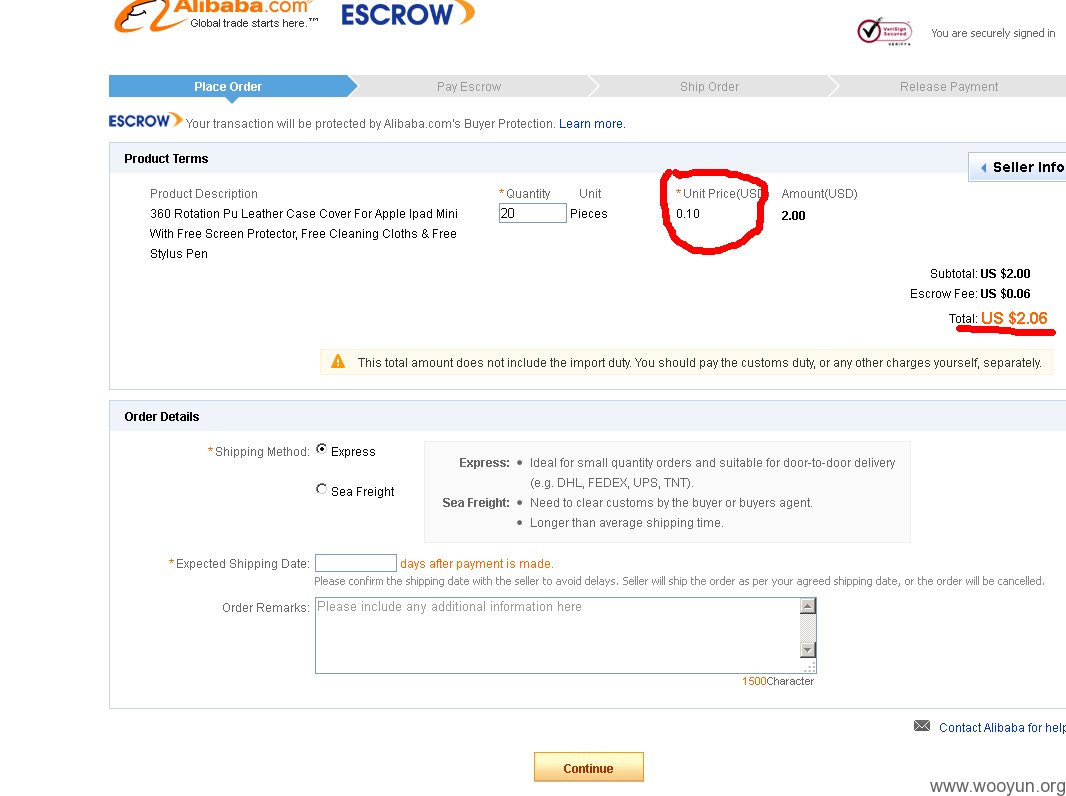 Alibaba.com®
Global trade starts here.™
ESCROW
VeriSign Secured
VERIFY
You are securely signed in
Place Order
Pay Escrow
Ship Order
Release Payment
ESCROW Your transaction will be protected by Alibaba.com's Buyer Protection. Learn more.
Product Terms
Seller Info
Product Description
*Quantity
Unit
*Unit Price(USD
Amount(USD)
360 Rotation Pu Leather Case Cover For Apple Ipad Mini
20
Pieces
0.10
2.00
With Free Screen Protector, Free Cleaning Cloths & Free
Stylus Pen
Subtotal: US $2.00
Escrow Fee: US $0.06
Total: US $2.06
This total amount does not include the import duty. You should pay the customs duty, or any other charges yourself, separately.
Order Details
*Shipping Method:
Express
Sea Freight
Express: • Ideal for small quantity orders and suitable for door-to-door delivery
(e.g. DHL, FEDEX, UPS, TNT).
Sea Freight: • Need to clear customs by the buyer or buyers agent.
• Longer than average shipping time.
*Expected Shipping Date:
days after payment is made.
Please confirm the shipping date with the seller to avoid delays. Seller will ship the order as per your agreed shipping date, or the order will be cancelled.
Order Remarks:
Please include any additional information here
1500Character
Contact Alibaba for help
Continue
www.wooyun.org